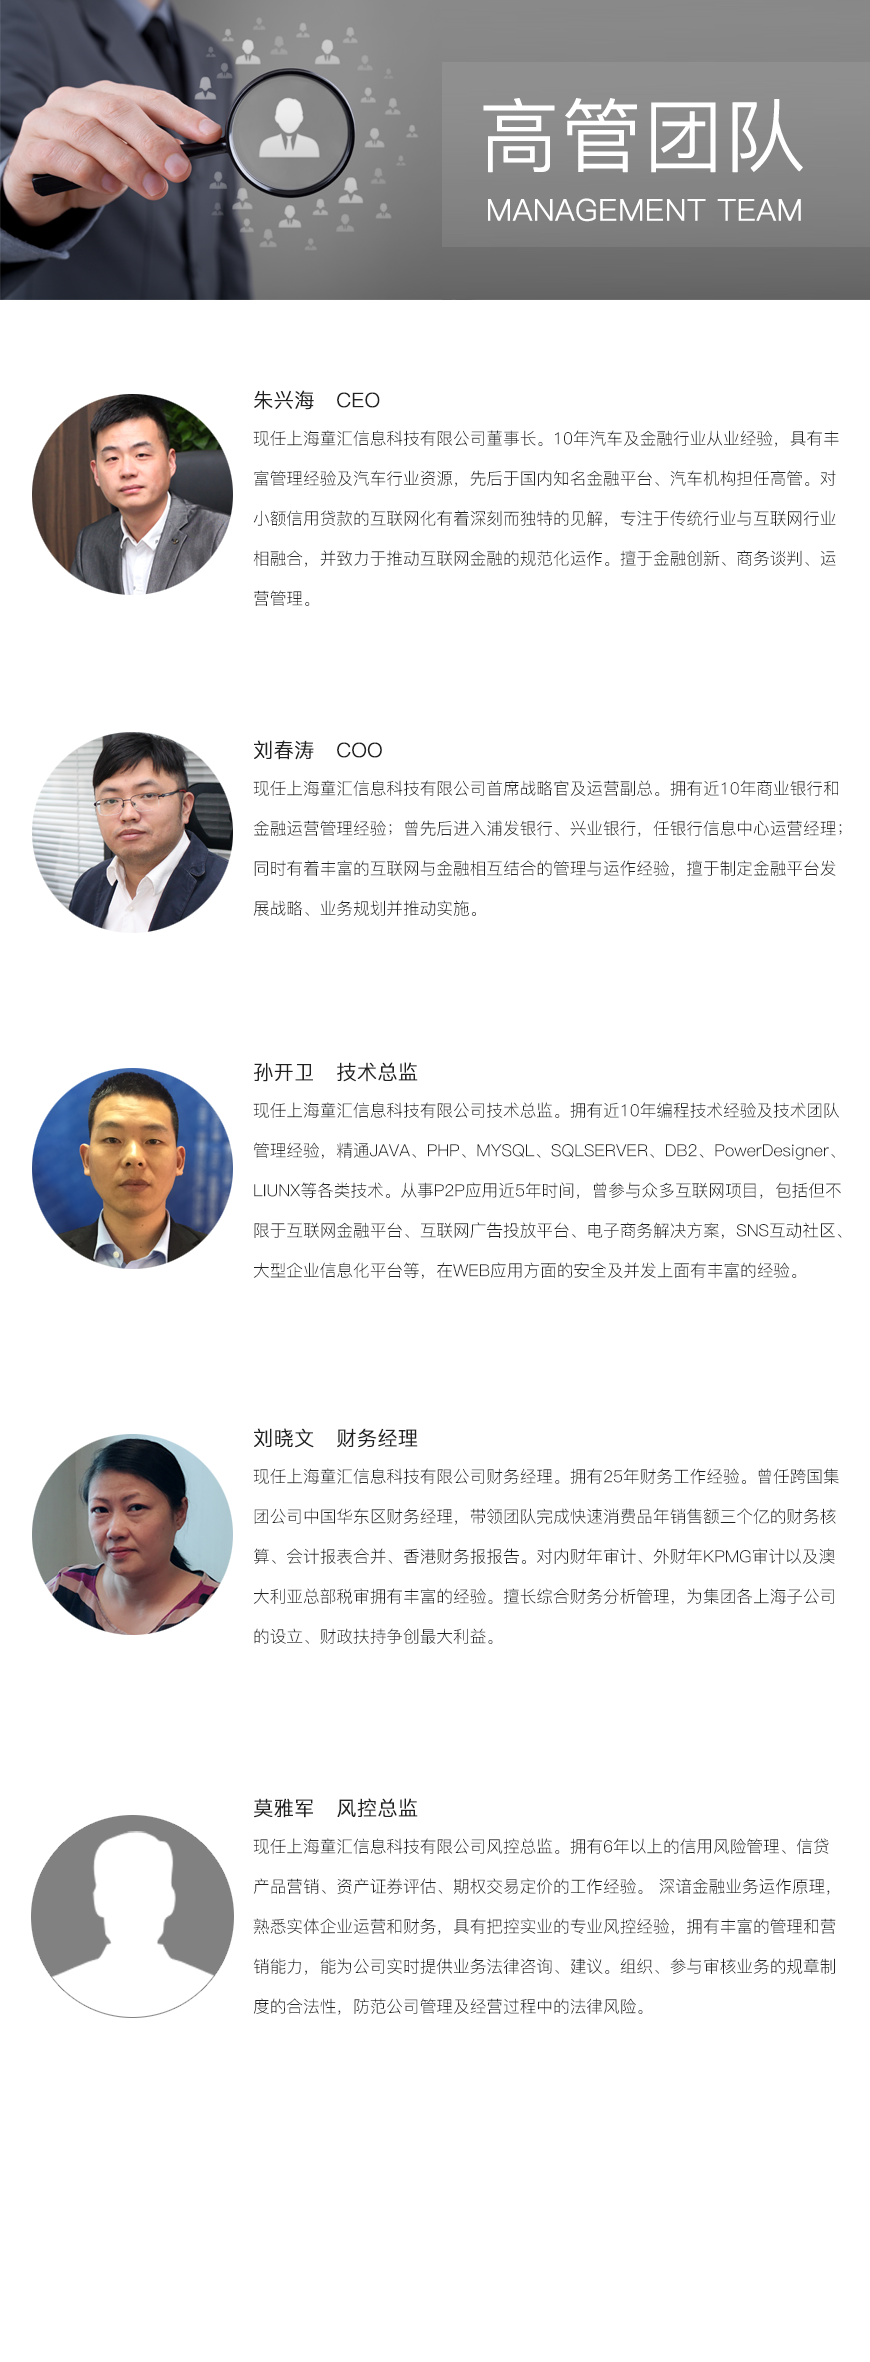 高管团队
MANAGEMENT TEAM
朱兴海 CEO
现任上海童汇信息科技有限公司董事长。10年汽车及金融行业从业经验，具有丰
富管理经验及汽车行业资源，先后于国内知名金融平台、汽车机构担任高管。对
小额信用贷款的互联网化有着深刻而独特的见解，专注于传统行业与互联网行业
相融合，并致力于推动互联网金融的规范化运作。擅于金融创新、商务谈判、运
营管理。
刘春涛 COO
现任上海童汇信息科技有限公司首席战略官及运营副总。拥有近10年商业银行和
金融运营管理经验；曾先后进入浦发银行、兴业银行，任银行信息中心运营经理；
同时有着丰富的互联网与金融相互结合的管理与运作经验，擅于制定金融平台发
展战略、业务规划并推动实施。
孙开卫 技术总监
现任上海童汇信息科技有限公司技术总监。拥有近10年编程技术经验及技术团队
管理经验，精通JAVA、PHP、MYSQL、SQLSERVER、DB2、PowerDesigner、
LIUNX等各类技术。从事P2P应用近5年时间，曾参与众多互联网项目，包括但不
限于互联网金融平台、互联网广告投放平台、电子商务解决方案，SNS互动社区、
大型企业信息化平台等，在WEB应用方面的安全及并发上面有丰富的经验。
刘晓文 财务经理
现任上海童汇信息科技有限公司财务经理。拥有25年财务工作经验。曾任跨国集
团公司中国华东区财务经理，带领团队完成快速消费品年销售额三个亿的财务核
算、会计报表合并、香港财务报报告。对内财年审计、外财年KPMG审计以及澳
大利亚总部税审拥有丰富的经验。擅长综合财务分析管理，为集团各上海子公司
的设立、财政扶持争创最大利益。
莫雅军 风控总监
现任上海童汇信息科技有限公司风控总监。拥有6年以上的信用风险管理、信贷
产品营销、资产证券评估、期权交易定价的工作经验。 深谙金融业务运作原理，
熟悉实体企业运营和财务，具有把控实业的专业风控经验，拥有丰富的管理和营
销能力，能为公司实时提供业务法律咨询、建议。组织、参与审核业务的规章制
度的合法性，防范公司管理及经营过程中的法律风险。